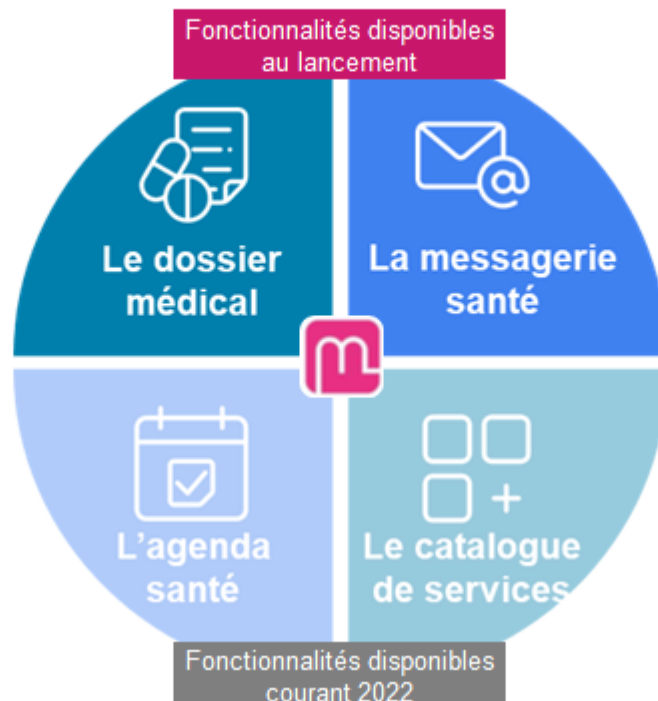 Fonctionnalités disponibles
au lancement
Le dossier
médical
La messagerie
santé
L'agenda
santé
Le catalogue
de services
Fonctionnalités disponibles
courant 2022